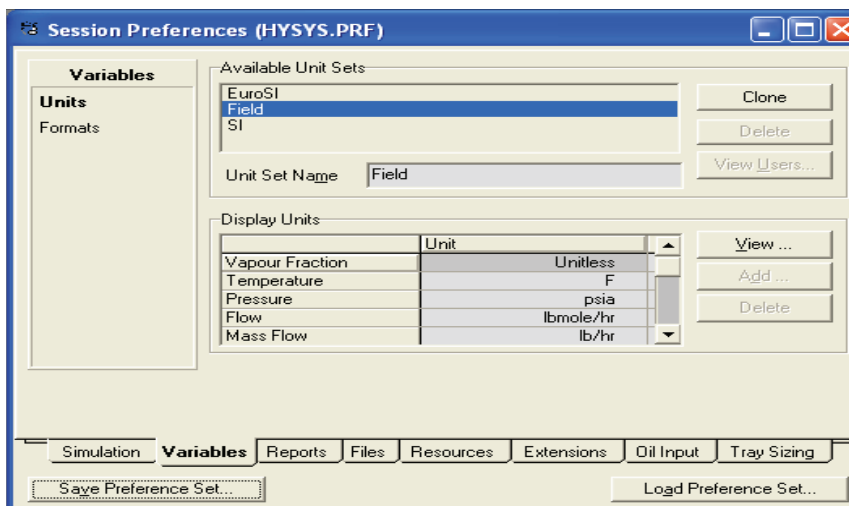 Session Preferences (HYSYS.PRF)
Variables
Units
Formats
Available Unit Sets
EuroSI
Field
SI
Unit Set Name Field
Clone
Delete
View Users...
Display Units
Unit
Vapour Fraction Unitless
Temperature F
Pressure psia
Flow lbmole/hr
Mass Flow lb/hr
View ...
Add ...
Delete
Simulation Variables Reports Files Resources Extensions Oil Input Tray Sizing
Save Preference Set... Load Preference Set...